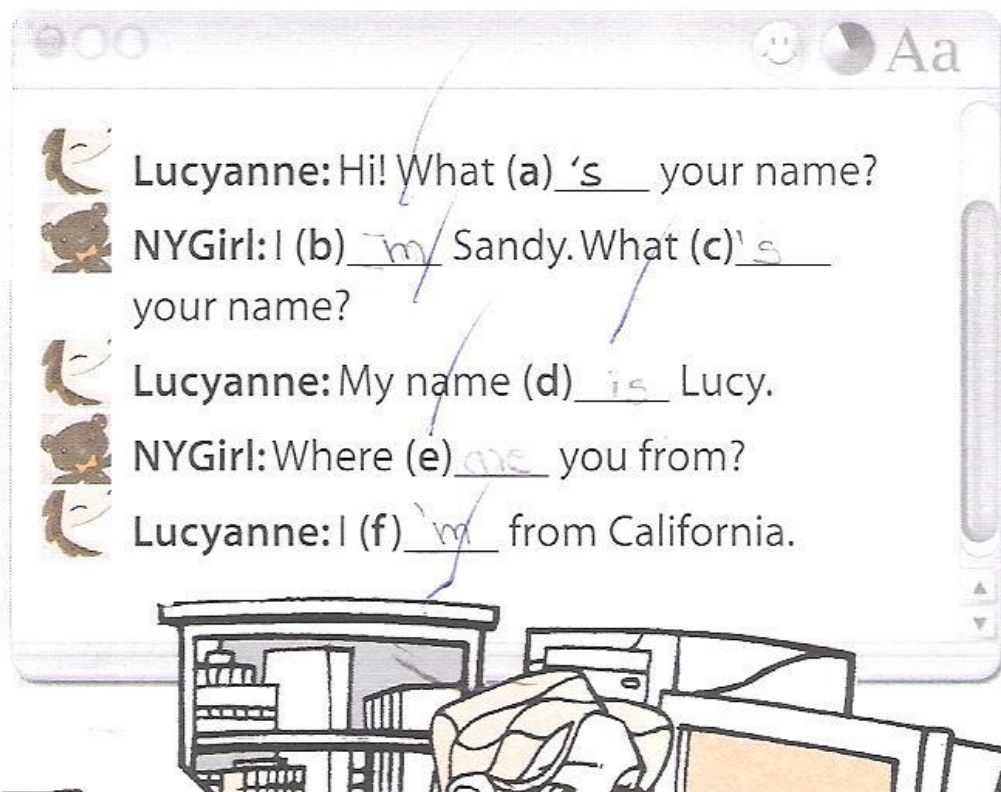 Aa
Lucyanne: Hi! What (a) 's your name?
NYGirl: I (b) 'm Sandy. What (c) 's
your name?
Lucyanne: My name (d) is Lucy.
NYGirl: Where (e) are you from?
Lucyanne: I (f) 'm from California.